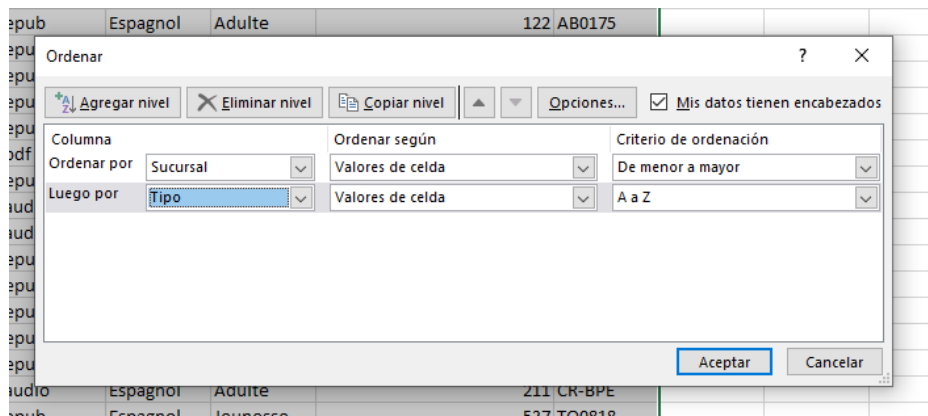 epub Espagnol Adulte 122 AB0175
Ordenar ?
Agregar nivel Eliminar nivel Copiar nivel Opciones... Mis datos tienen encabezados
Columna Ordenar según Criterio de ordenación
Ordenar por Sucursal Valores de celda De menor a mayor
Luego por Tipo Valores de celda A a Z
Aceptar Cancelar
audio Espagnol Adulte 211 CR-BPE